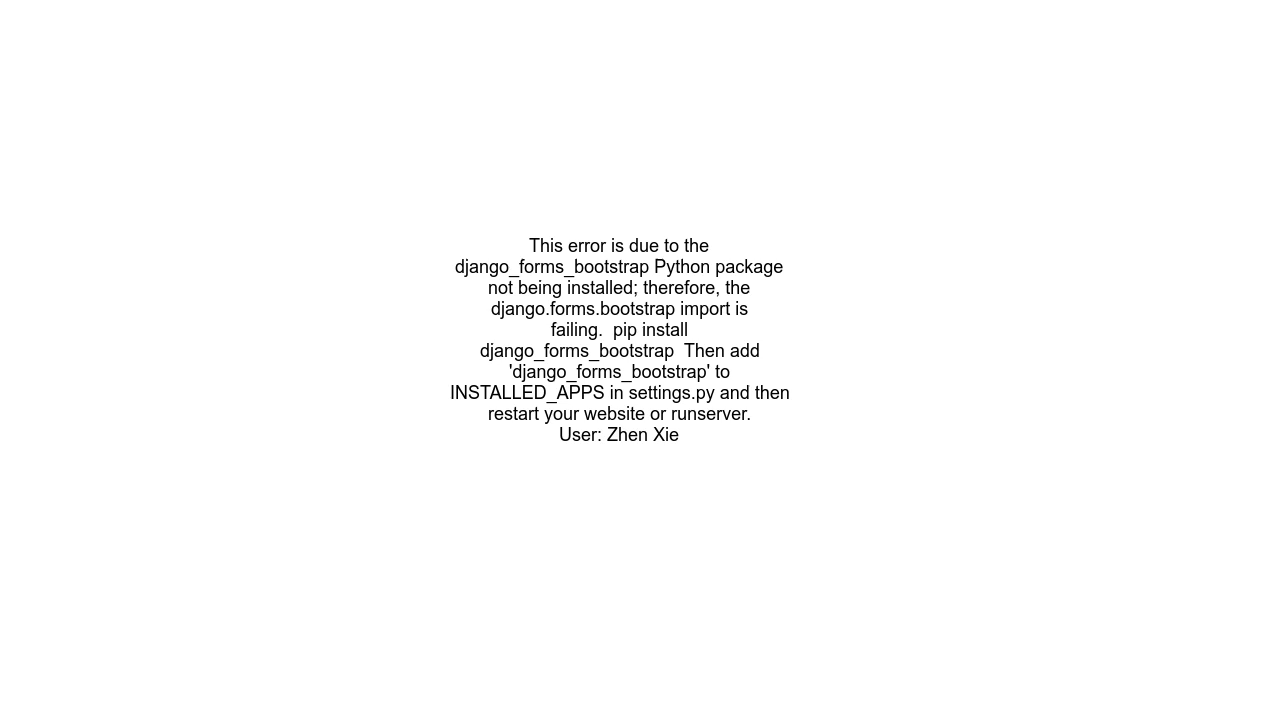 This error is due to the
django_forms_bootstrap Python package
not being installed; therefore, the
django.forms.bootstrap import is
failing.  pip install
django_forms_bootstrap  Then add
'django_forms_bootstrap' to
INSTALLED_APPS in settings.py and then
restart your website or runserver.
User: Zhen Xie